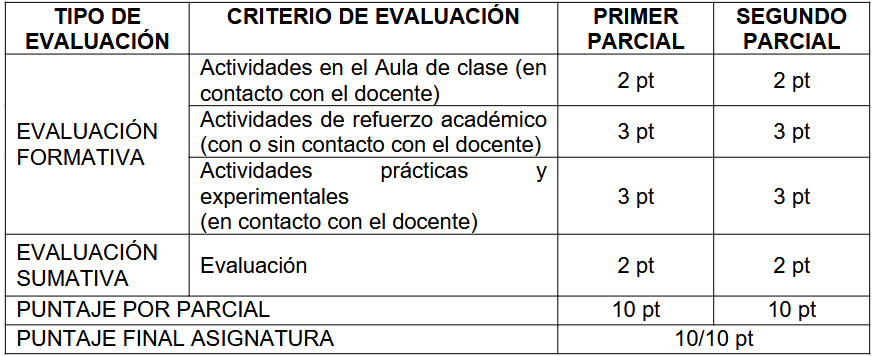 TIPO DE EVALUACIÓN CRITERIO DE EVALUACIÓN PRIMER PARCIAL SEGUNDO PARCIAL
EVALUACIÓN FORMATIVA
Actividades en el Aula de clase (en
contacto con el docente) 2 pt 2 pt
Actividades de refuerzo académico
(con o sin contacto con el docente) 3 pt 3 pt
Actividades prácticas y
experimentales
(en contacto con el docente) 3 pt 3 pt
EVALUACIÓN SUMATIVA Evaluación 2 pt 2 pt
PUNTAJE POR PARCIAL 10 pt 10 pt
PUNTAJE FINAL ASIGNATURA 10/10 pt